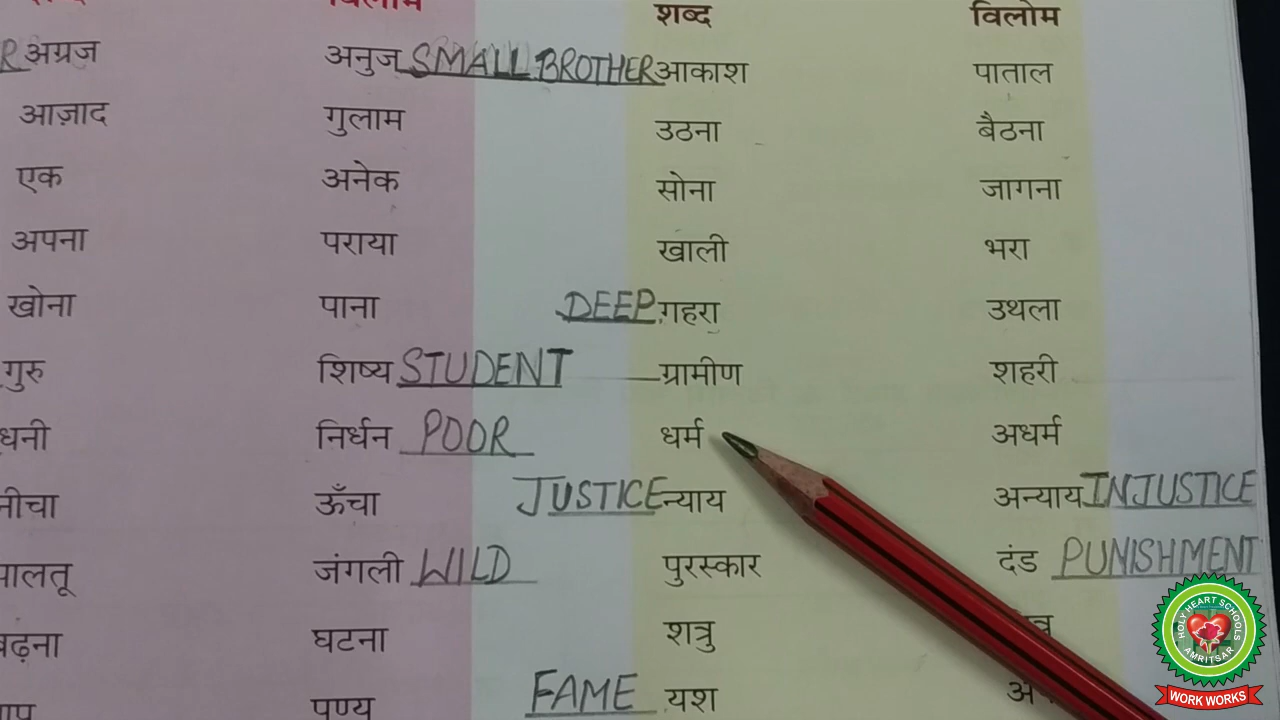 विलोम
शब्द विलोम
अग्रज अनुज SMALL BROTHER आकाश पाताल
आज़ाद गुलाम उठना बैठना
एक अनेक सोना जागना
अपना पराया खाली भरा
खोना पाना DEEP गहरा उथला
गुरु शिष्य STUDENT ग्रामीण शहरी
धनी निर्धन POOR धर्म अधर्म
नीचा ऊँचा JUSTICE न्याय अन्याय INJUSTICE
पालतू जंगली WILD पुरस्कार दंड PUNISHMENT
बढ़ना घटना शत्रु
पुण्य FAME यश
HOLY HEART SCHOOLS
AMRITSAR
WORK WORKS